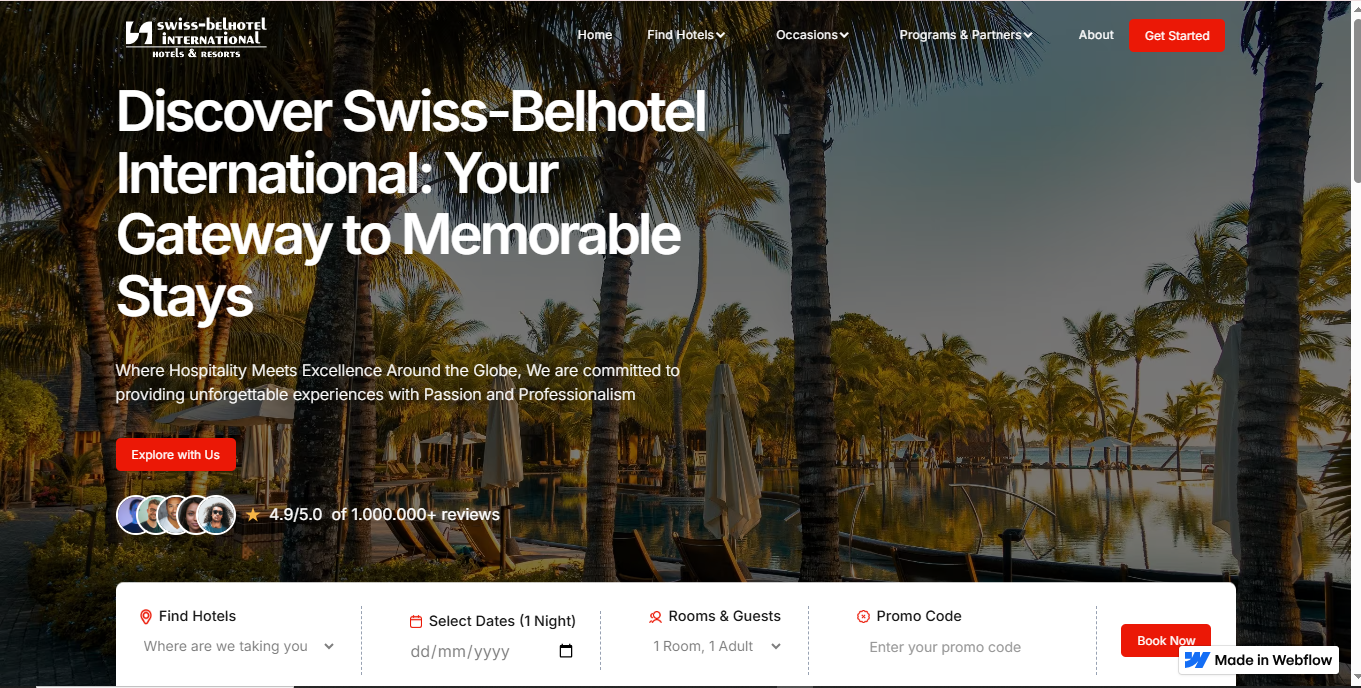 swiss-belhotel
international
HOTELS & RESORTS
Home Find Hotels Occasions Programs & Partners About Get Started
Discover Swiss-Belhotel
International: Your
Gateway to Memorable
Stays
Where Hospitality Meets Excellence Around the Globe, We are committed to
providing unforgettable experiences with Passion and Professionalism
Explore with Us
4.9/5.0 of 1.000.000+ reviews
Find Hotels
Where are we taking you
Select Dates (1 Night)
dd/mm/yyyy
Rooms & Guests
1 Room, 1 Adult
Promo Code
Enter your promo code
Book Now
Made in Webflow